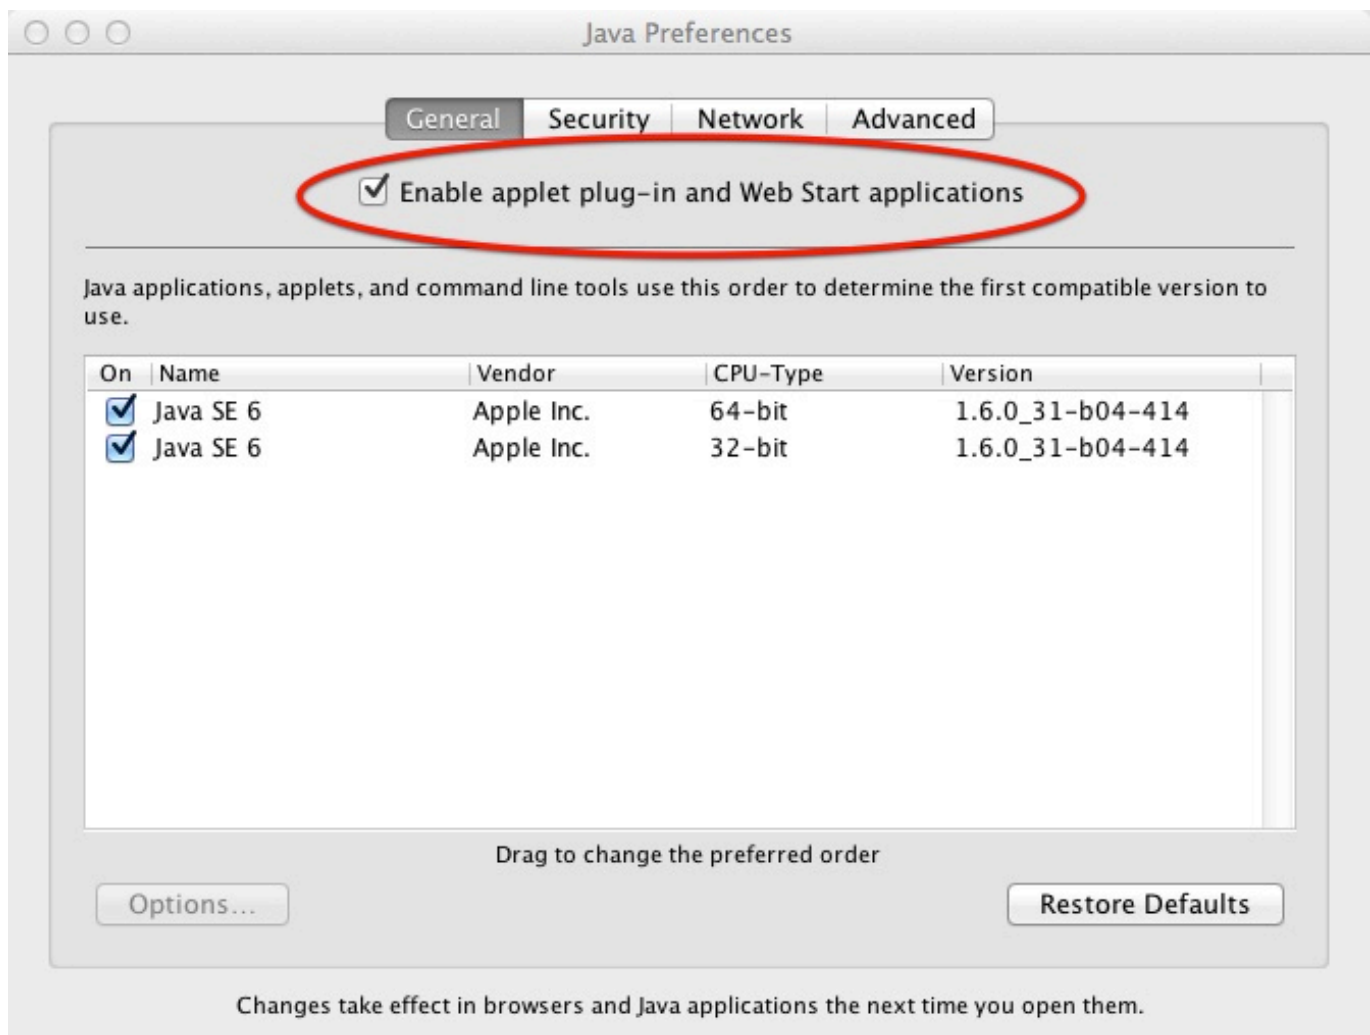 Java Preferences
General Security Network Advanced
Enable applet plug-in and Web Start applications
Java applications, applets, and command line tools use this order to determine the first compatible version to
use.
On Name Vendor CPU-Type Version
Java SE 6 Apple Inc. 64-bit 1.6.0_31-b04-414
Java SE 6 Apple Inc. 32-bit 1.6.0_31-b04-414
Drag to change the preferred order
Options... Restore Defaults
Changes take effect in browsers and Java applications the next time you open them.